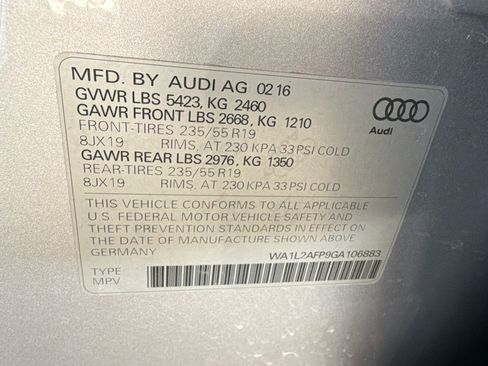 MFD. BY AUDI AG 02 16
GVWR LBS 5423, KG 2460
GAWR FRONT LBS 2668, KG 1210
FRONT-TIRES 235/55 R19
8JX19 RIMS, AT 230 KPA 33 PSI COLD
GAWR REAR LBS 2976, KG 1350
REAR-TIRES 235/55 R19
8JX19 RIMS, AT 230 KPA 33 PSI COLD
Audi
THIS VEHICLE CONFORMS TO ALL APPLICABLE
U.S. FEDERAL MOTOR VEHICLE SAFETY AND
THEFT PREVENTION STANDARDS IN EFFECT ON
THE DATE OF MANUFACTURE SHOWN ABOVE.
GERMANY
WA1L2AFP9GA106883
TYPE
MPV